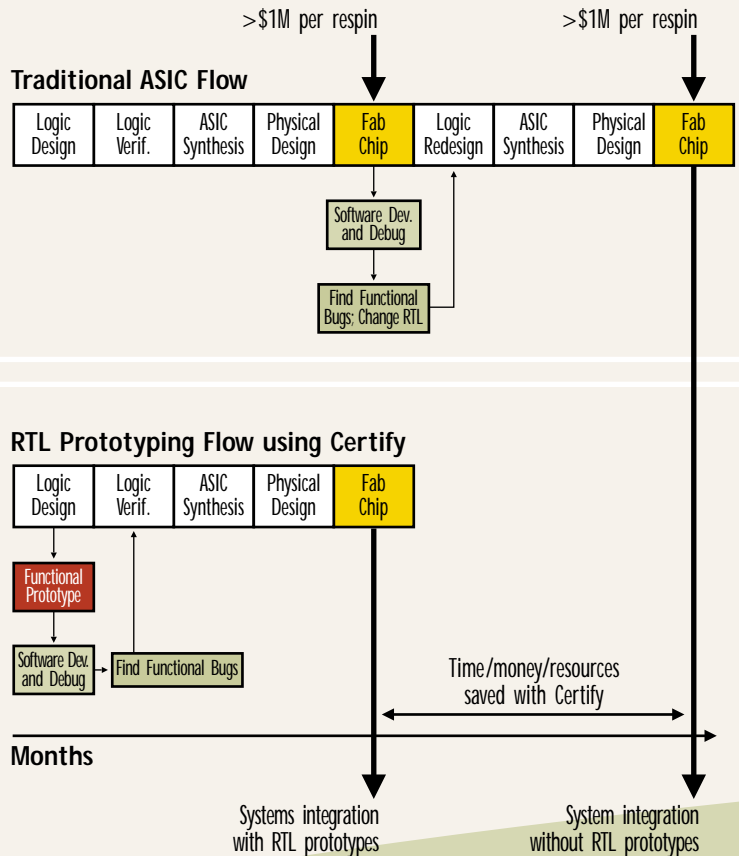 >$1M per respin
>$1M per respin
Traditional ASIC Flow
Logic
Design
Logic
Verif.
ASIC
Synthesis
Physical
Design
Fab
Chip
Logic
Redesign
ASIC
Synthesis
Physical
Design
Fab
Chip
Software Dev.
and Debug
Find Functional
Bugs; Change RTL
RTL Prototyping Flow using Certify
Logic
Design
Logic
Verif.
ASIC
Synthesis
Physical
Design
Fab
Chip
Functional
Prototype
Software Dev.
and Debug
Find Functional Bugs
Time/money/resources
saved with Certify
Months
Systems integration
with RTL prototypes
System integration
without RTL prototypes